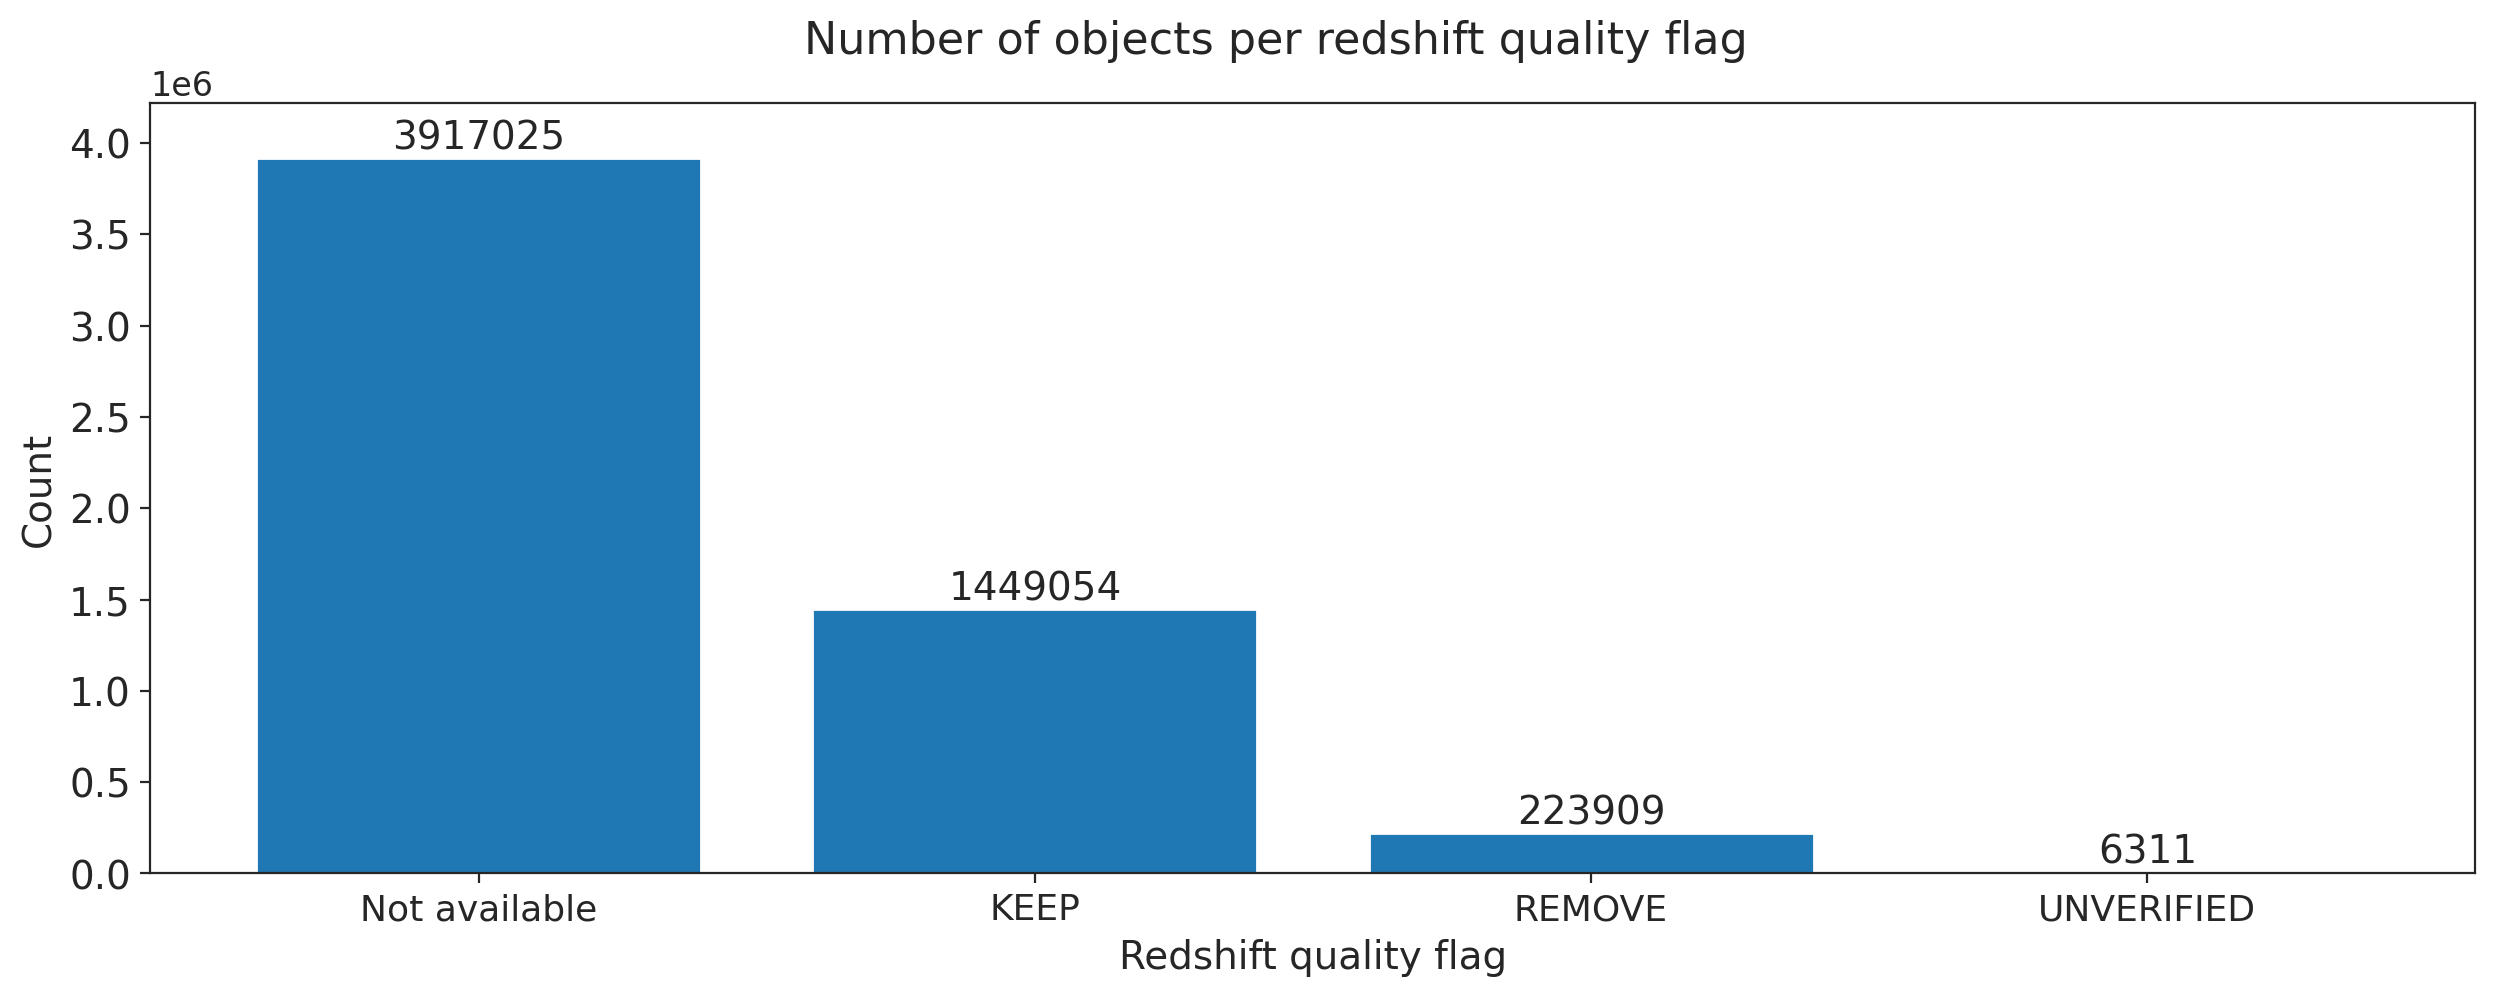 Number of objects per redshift quality flag
1e6
4.0
3.5
3.0
2.5
2.0
1.5
1.0
0.5
0.0
Count
3917025
1449054
223909
6311
Not available
KEEP
REMOVE
UNVERIFIED
Redshift quality flag